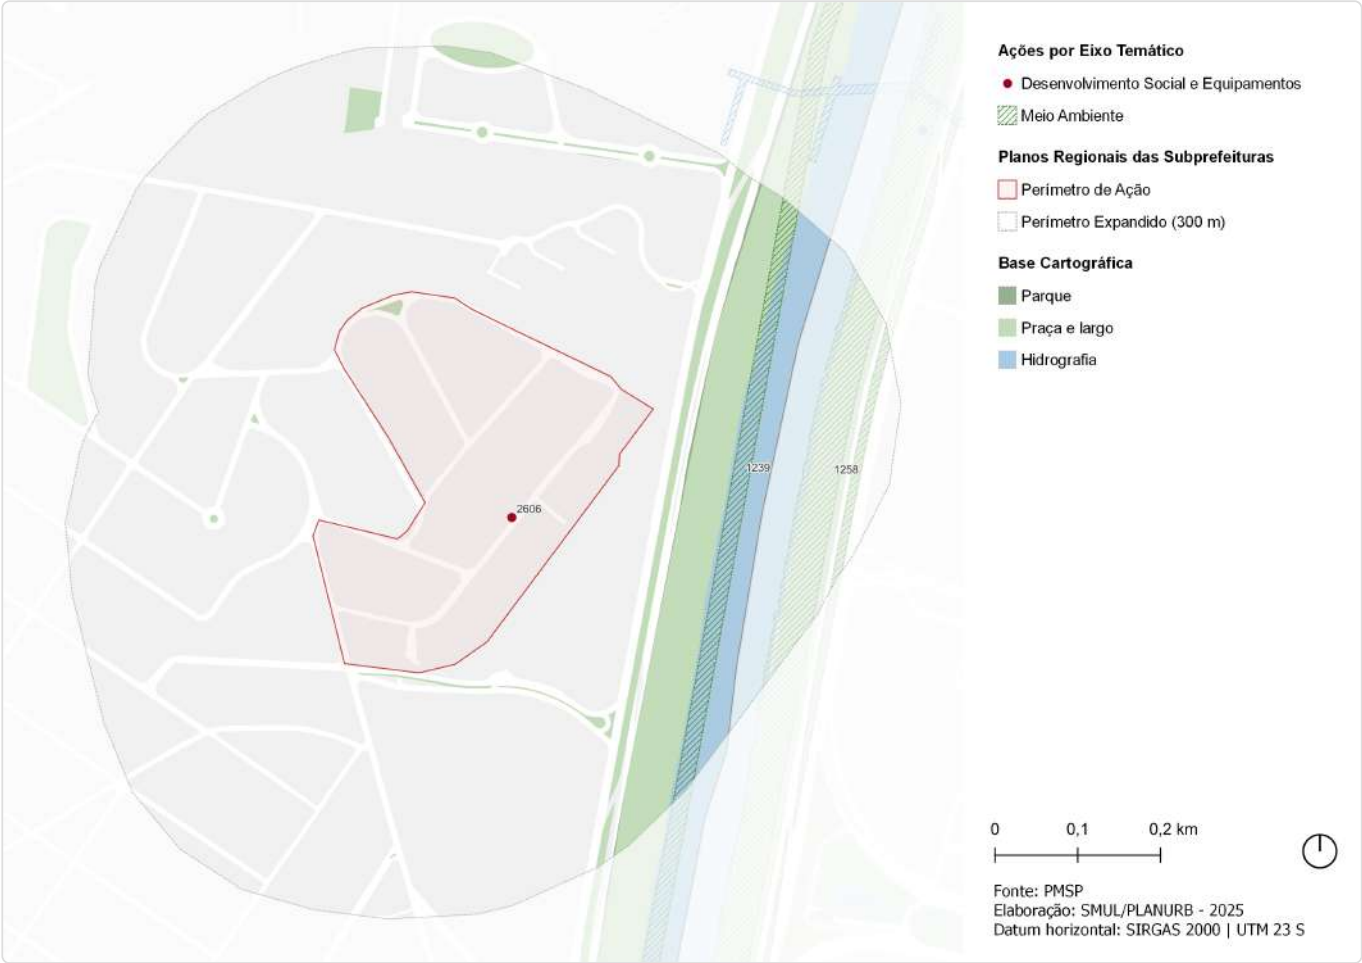 Ações por Eixo Temático
Desenvolvimento Social e Equipamentos
Meio Ambiente
Planos Regionais das Subprefeituras
Perímetro de Ação
Perímetro Expandido (300 m)
Base Cartográfica
Parque
Praça e largo
Hidrografia
1239
1258
2606
0 0,1 0,2 km
Fonte: PMSP
Elaboração: SMUL/PLANURB - 2025
Datum horizontal: SIRGAS 2000 | UTM 23 S